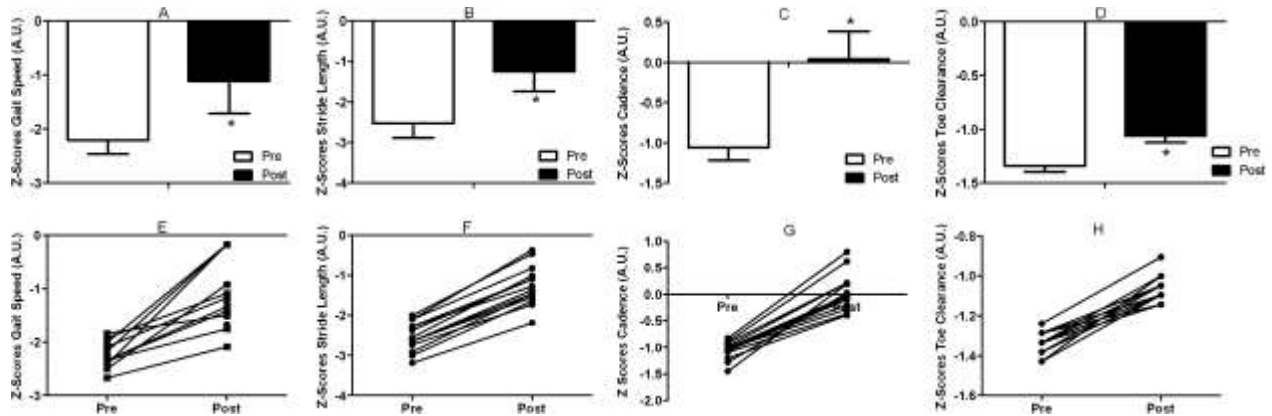 A
Z-Scores Gait Speed (A.U.)
0
-1
-2
-3
*
Pre
Post
B
Z-Scores Stride Length (A.U.)
0
-1
-2
-3
-4
*
Pre
Post
C
Z-Scores Cadence (A.U.)
0.5
0.0
-0.5
-1.0
-1.5
*
Pre
Post
D
Z-Scores Toe Clearance (A.U.)
0.0
-0.5
-1.0
-1.5
*
Pre
Post
E
Z-Scores Gait Speed (A.U.)
0
-1
-2
-3
Pre Post
F
Z-Scores Stride Length (A.U.)
0
-1
-2
-3
-4
Pre Post
G
Z Scores Cadence (A.U.)
1.0
0.5
0.0
-0.5
-1.0
-1.5
-2.0
Pre Post
H
Z-Scores Toe Clearance (A.U.)
-0.8
-1.0
-1.2
-1.4
-1.6
Pre Post